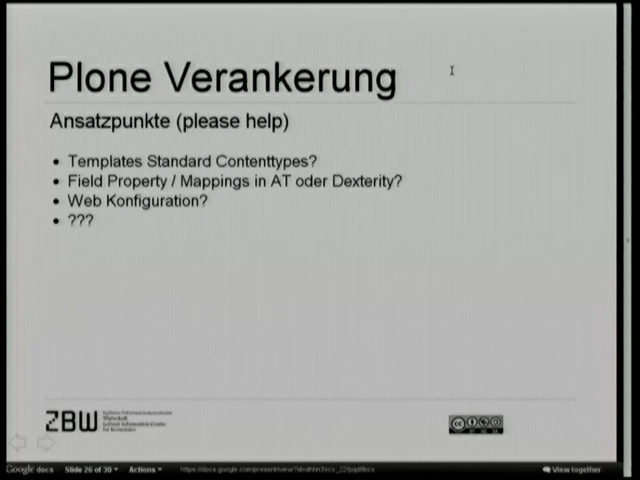 Plone Verankerung
Ansatzpunkte (please help)
• Templates Standard Contenttypes?
• Field Property / Mappings in AT oder Dexterity?
• Web Konfiguration?
• ???
ZBW
Google docs Slide 26 of 30 Actions View together